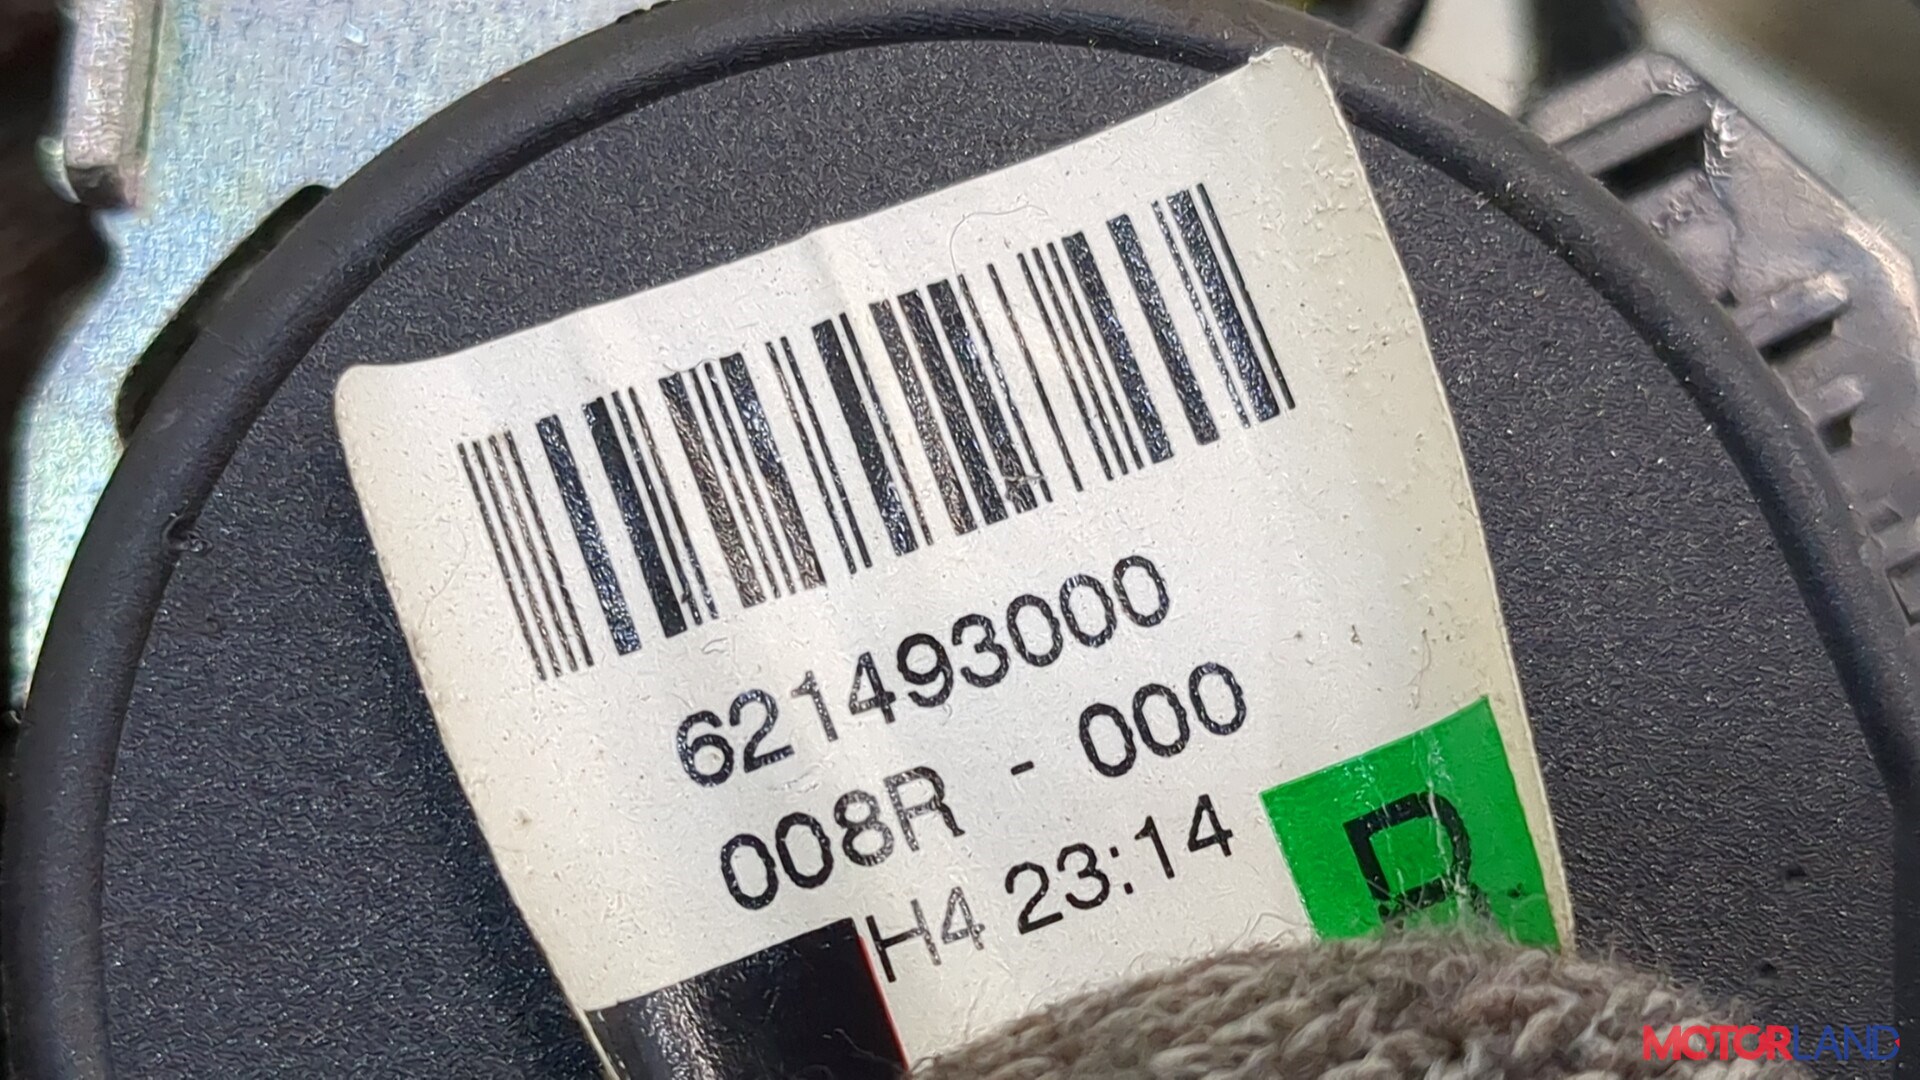 621493000
008R - 000
H4 23:14
R
MOTORLAND